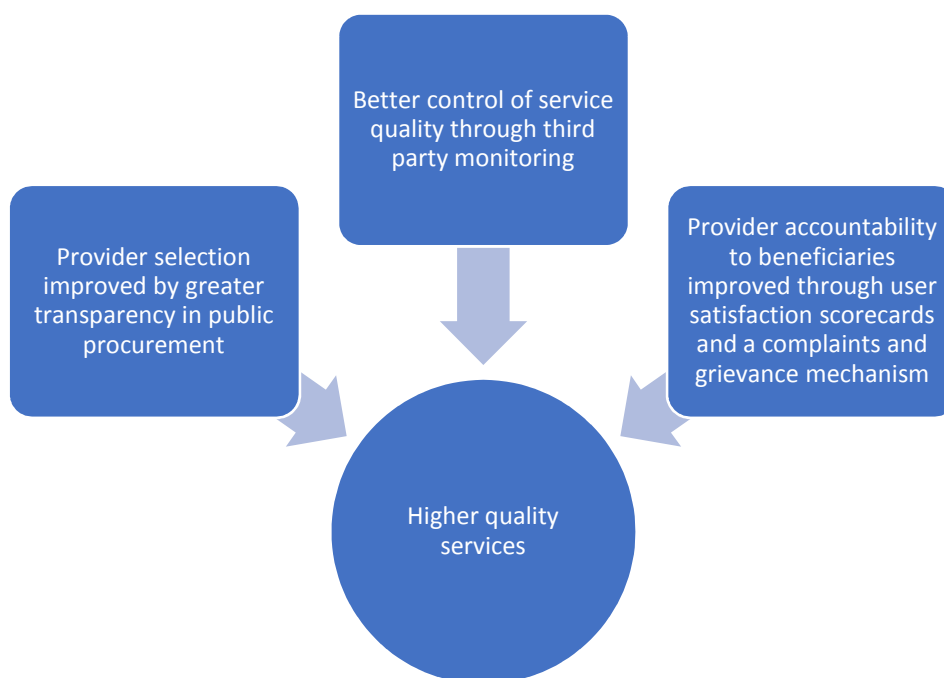 Better control of service
quality through third
party monitoring
Provider selection
improved by greater
transparency in public
procurement
Provider accountability
to beneficiaries
improved through user
satisfaction scorecards
and a complaints and
grievance mechanism
Higher quality
services